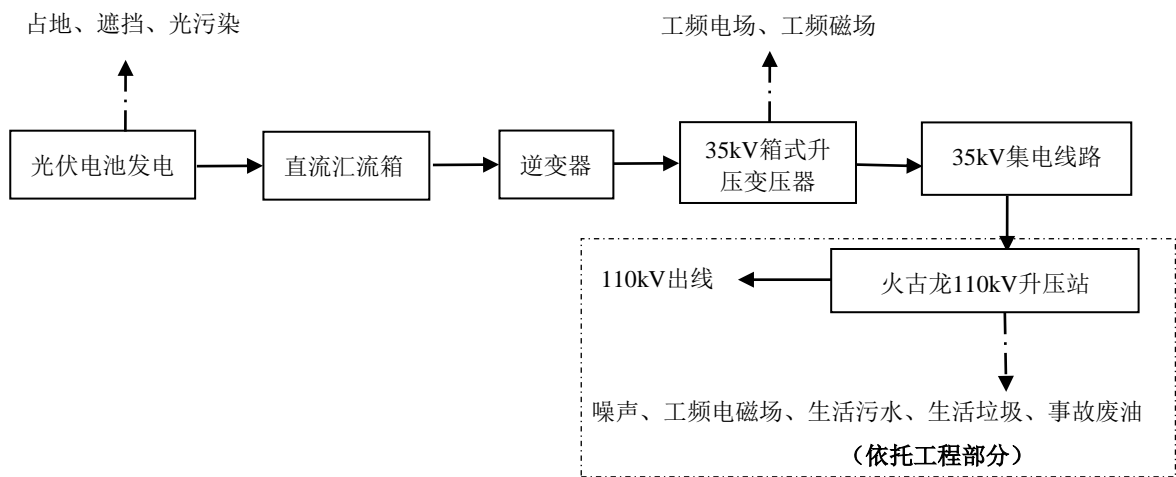 占地、遮挡、光污染
工频电场、工频磁场
光伏电池发电
直流汇流箱
逆变器
35kV箱式升
压变压器
35kV集电线路
110kV出线
火古龙110kV升压站
噪声、工频电磁场、生活污水、生活垃圾、事故废油
（依托工程部分）